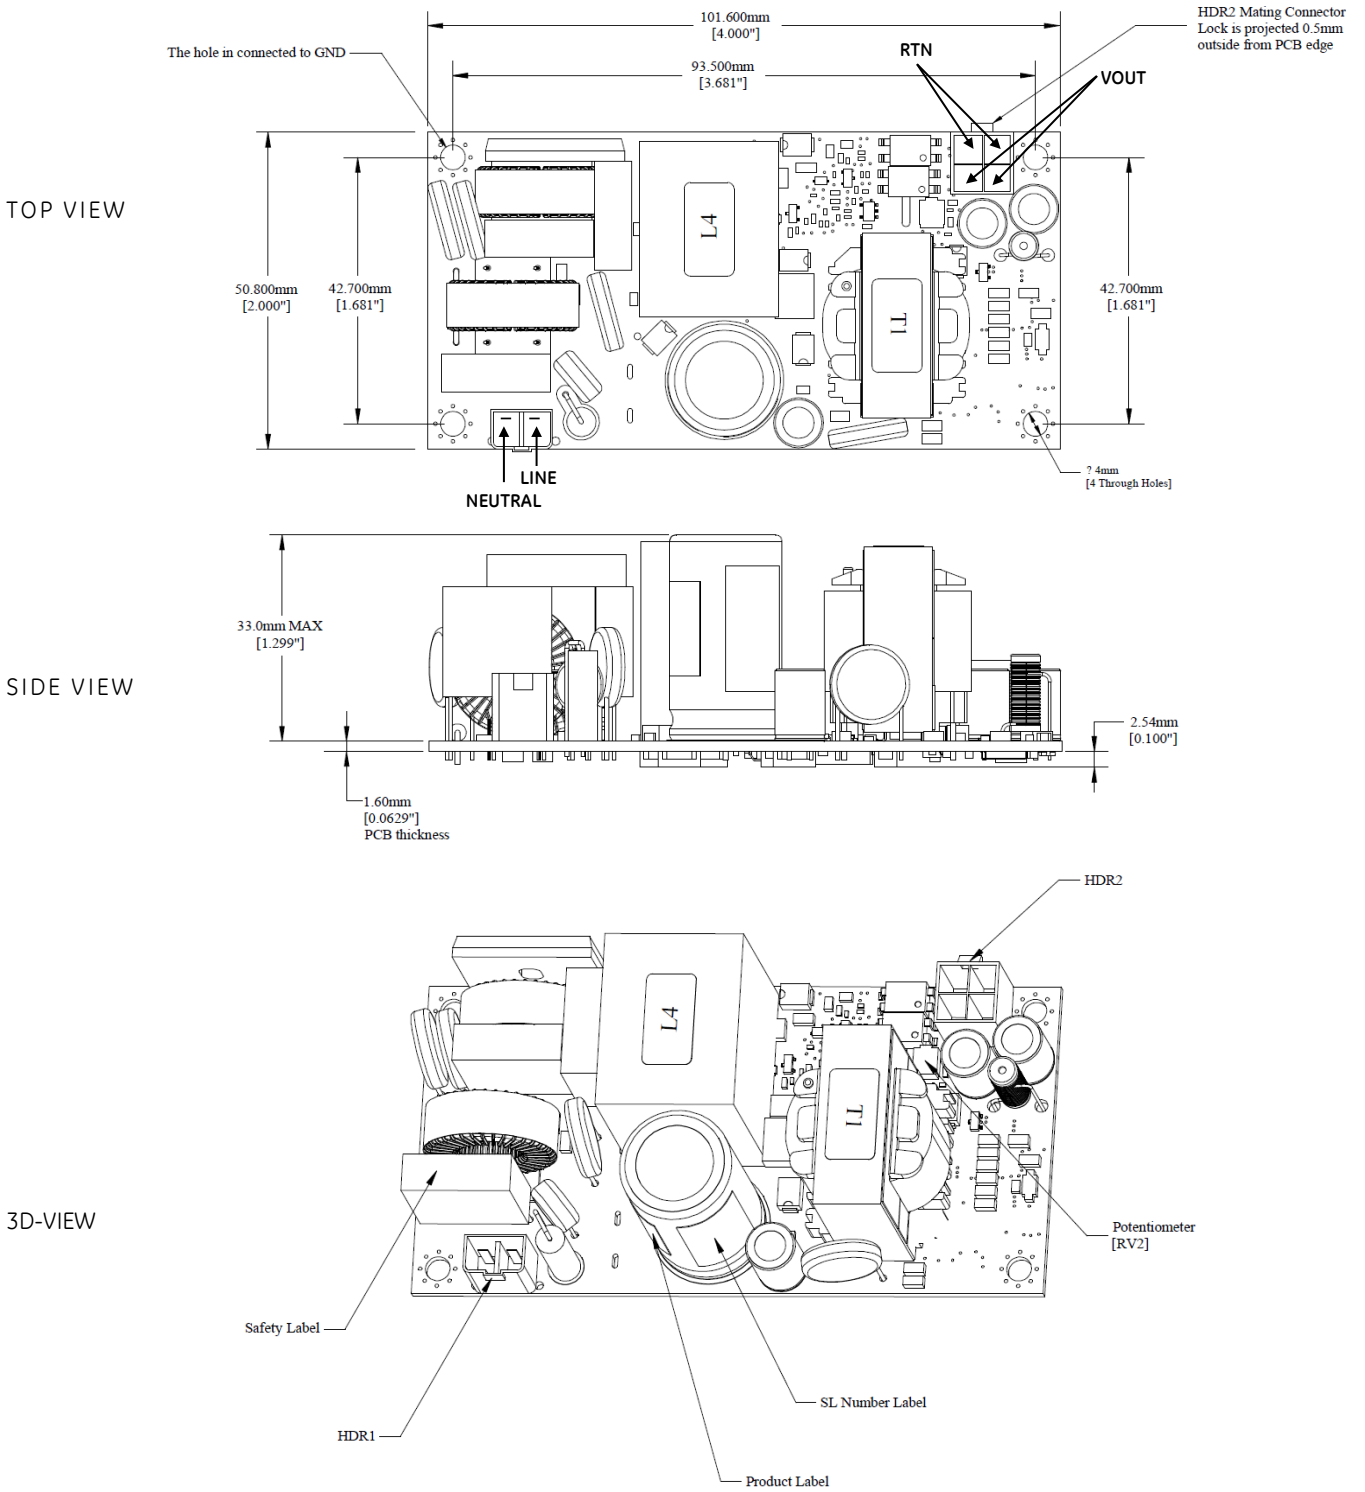 101.600mm
[4.000"]
HDR2 Mating Connector
Lock is projected 0.5mm
outside from PCB edge
The hole in connected to GND
93.500mm
[3.681"]
RTN
VOUT
TOP VIEW
L4
50.800mm
[2.000"]
42.700mm
[1.681"]
42.700mm
[1.681"]
T1
? 4mm
[4 Through Holes]
LINE
NEUTRAL
33.0mm MAX
[1.299"]
SIDE VIEW
2.54mm
[0.100"]
1.60mm
[0.0629"]
PCB thickness
HDR2
L4
T1
3D-VIEW
Potentiometer
[RV2]
Safety Label
SL Number Label
HDR1
Product Label